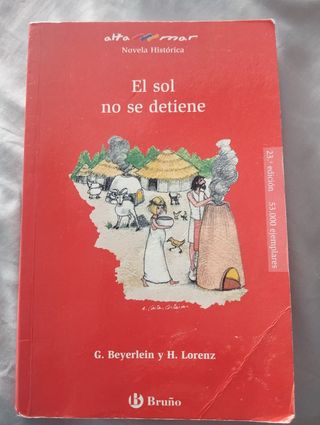 alta mar
Novela Histórica
El sol
no se detiene
23.ª edición 53.000 ejemplares
G. Beyerlein y H. Lorenz
Bruño